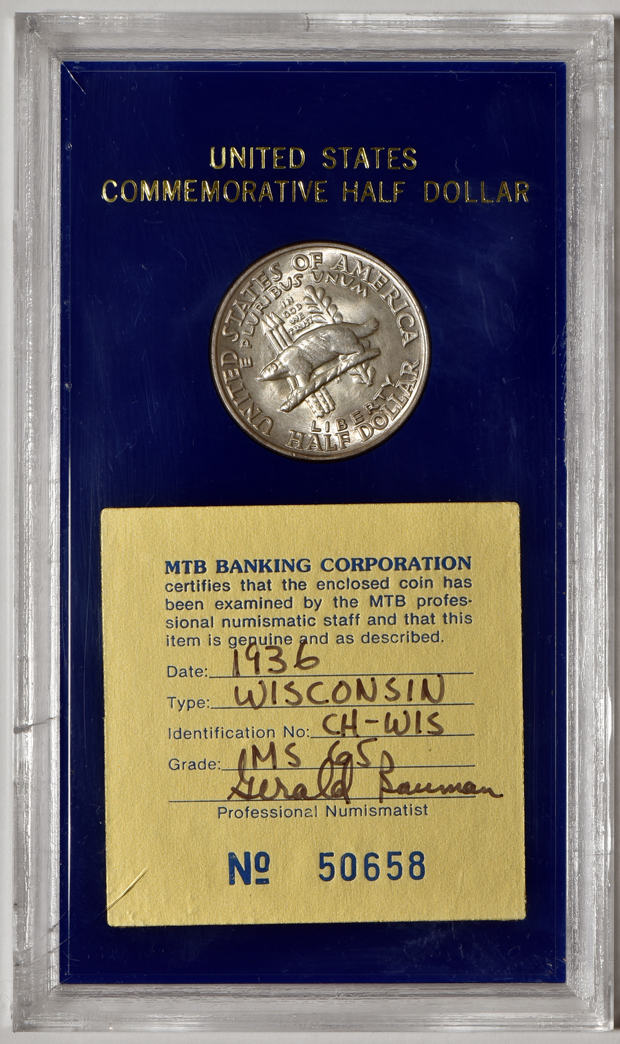 UNITED STATES
COMMEMORATIVE HALF DOLLAR
UNITED STATES OF AMERICA
E PLURIBUS UNUM
IN
GOD
WE
TRUST
LIBERTY
HALF DOLLAR
MTB BANKING CORPORATION
certifies that the enclosed coin has
been examined by the MTB profes-
sional numismatic staff and that this
item is genuine and as described.
Date: 1936
Type: WISCONSIN
Identification No: CH-WIS
Grade: MS 65
Gerald Bauman
Professional Numismatist
No 50658